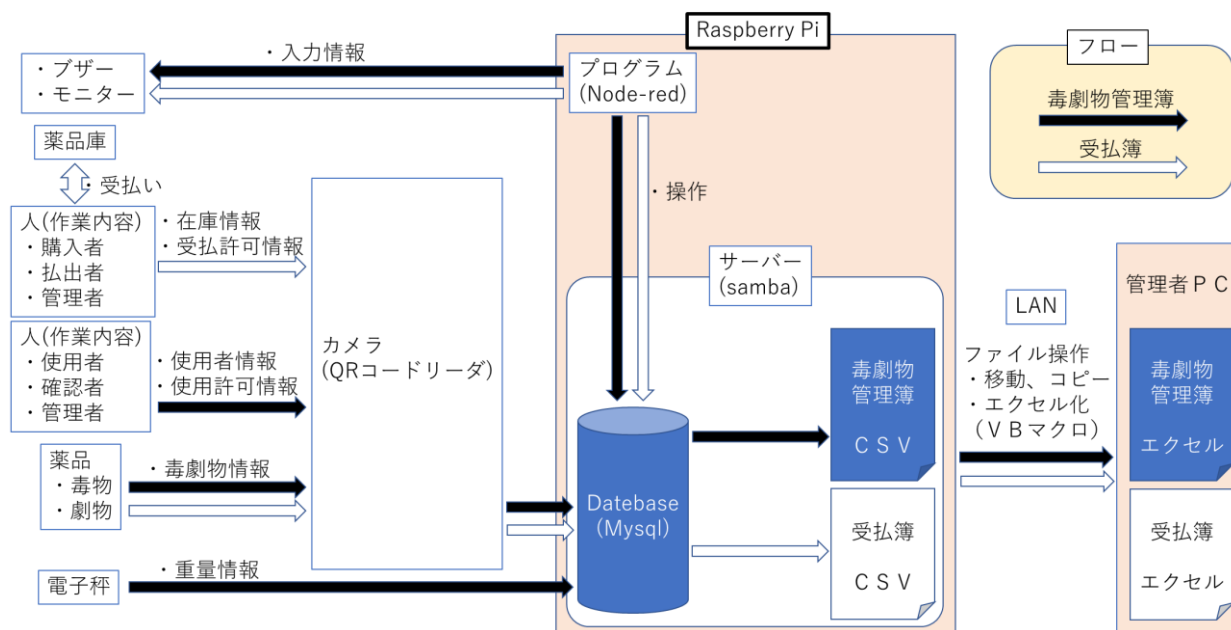 Raspberry Pi
・ブザー
・モニター
・入力情報
プログラム
(Node-red)
フロー
毒劇物管理簿
受払簿
薬品庫
・受払い
・操作
人(作業内容)
・購入者
・払出者
・管理者
・在庫情報
・受払許可情報
人(作業内容)
・使用者
・確認者
・管理者
・使用者情報
・使用許可情報
薬品
・毒物
・劇物
・毒劇物情報
電子秤
・重量情報
カメラ
(QRコードリーダ)
サーバー
(samba)
Datebase
(Mysql)
毒劇物
管理簿
ＣＳＶ
受払簿
ＣＳＶ
LAN
ファイル操作
・移動、コピー
・エクセル化
（ＶＢマクロ）
管理者ＰＣ
毒劇物
管理簿
エクセル
受払簿
エクセル